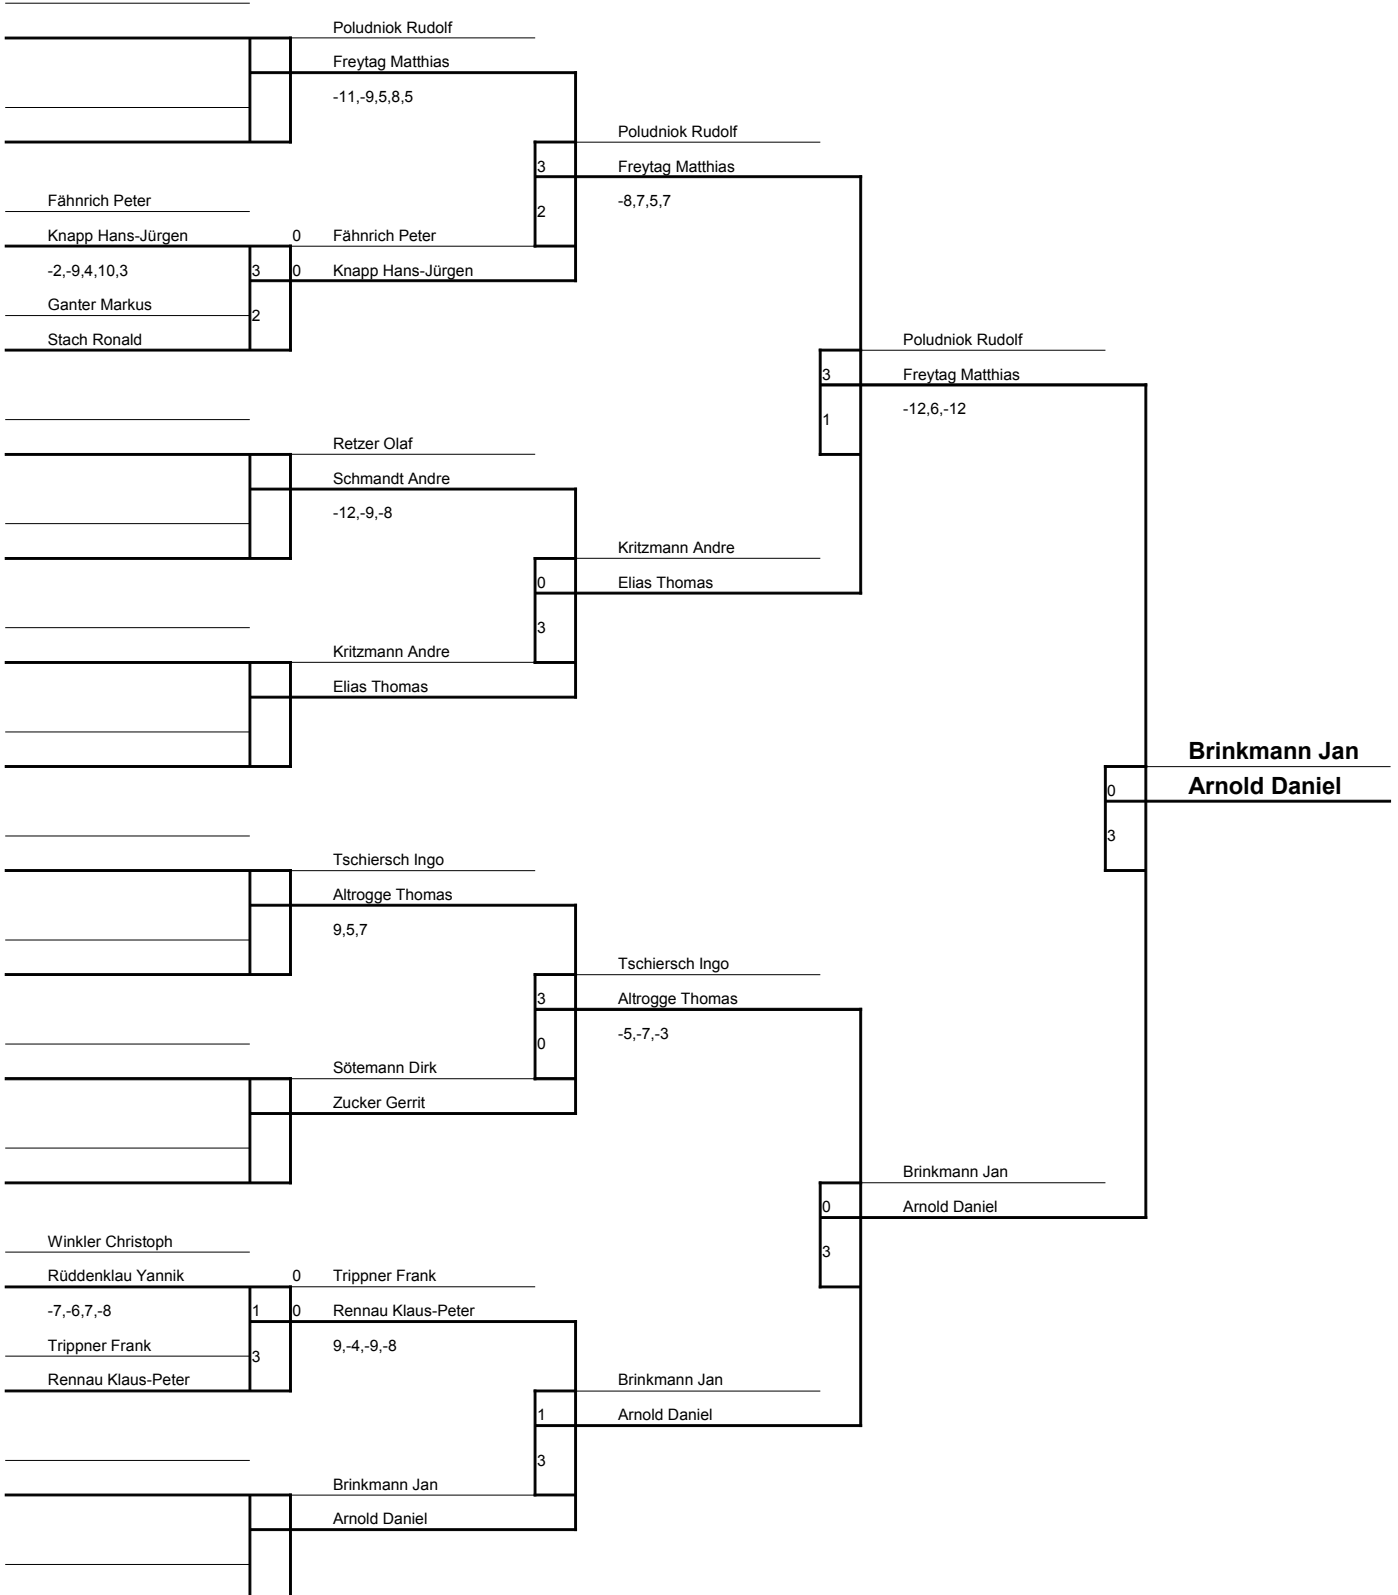 Poludniok Rudolf
Freytag Matthias
-11,-9,5,8,5
Poludniok Rudolf
3 Freytag Matthias
-8,7,5,7
2
Fähnrich Peter
Knapp Hans-Jürgen 0 Fähnrich Peter
-2,-9,4,10,3 3 0 Knapp Hans-Jürgen
Ganter Markus
2
Stach Ronald
Poludniok Rudolf
3 Freytag Matthias
-12,6,-12
1
Retzer Olaf
Schmandt Andre
-12,-9,-8
Kritzmann Andre
0 Elias Thomas
3
Kritzmann Andre
Elias Thomas
Brinkmann Jan
0 Arnold Daniel
3
Tschiersch Ingo
Altrogge Thomas
9,5,7
Tschiersch Ingo
3 Altrogge Thomas
-5,-7,-3
0
Sötemann Dirk
Zucker Gerrit
Brinkmann Jan
0 Arnold Daniel
3
Winkler Christoph
Rüddenklau Yannik 0 Trippner Frank
-7,-6,7,-8 1 0 Rennau Klaus-Peter
Trippner Frank 9,-4,-9,-8
3
Rennau Klaus-Peter Brinkmann Jan
1 Arnold Daniel
3
Brinkmann Jan
Arnold Daniel